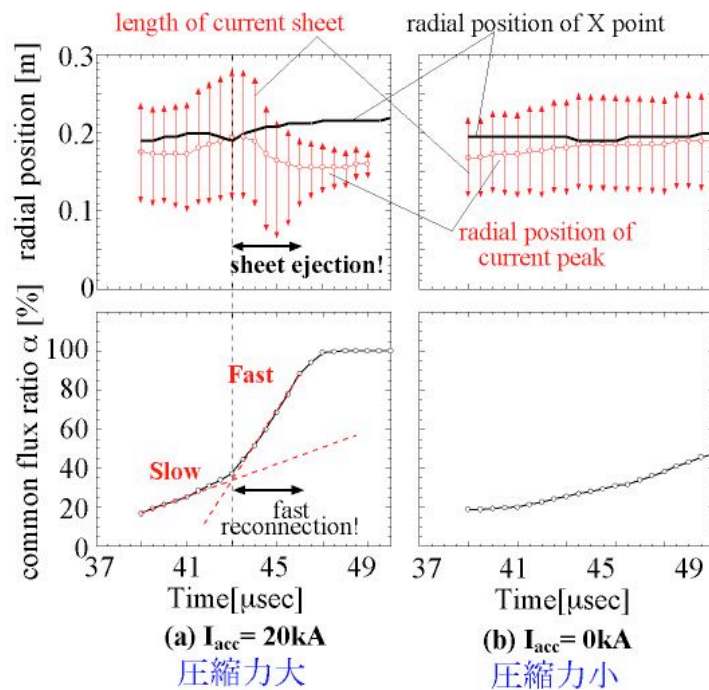 length of current sheet
radial position of X point
radial position [m]
0.3
0.2
0.1
0
radial position of
current peak
sheet ejection!
common flux ratio α [%]
100
80
60
40
20
0
Fast
Slow
fast
reconnection!
37 41 45 49
37 41 45 49
Time[μsec]
Time[μsec]
(a) Iacc= 20kA
(b) Iacc= 0kA
圧縮力大
圧縮力小